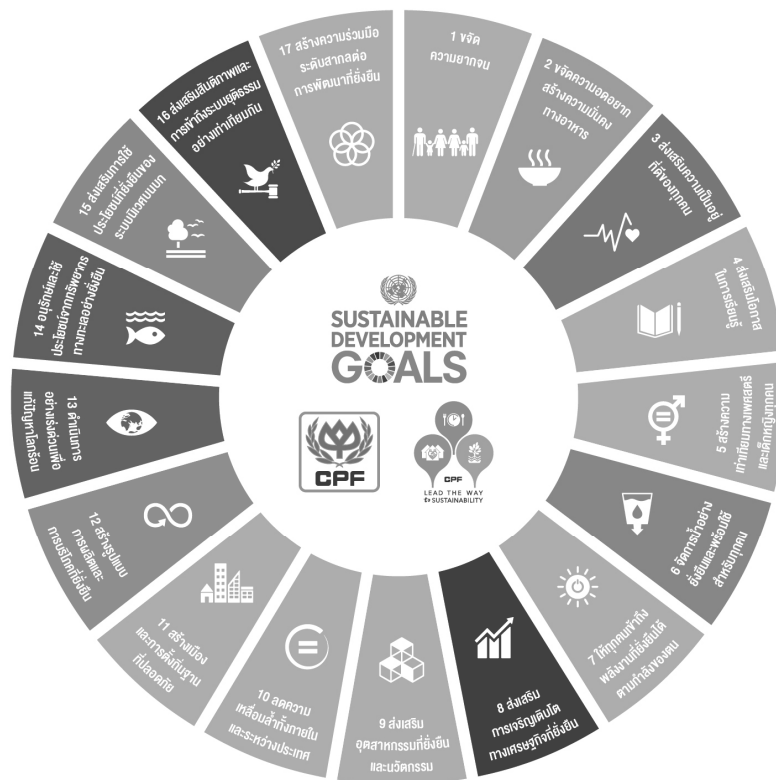 1 ขจัด
ความยากจน
2 ขจัดความอดอยาก
สร้างความมั่นคง
ทางอาหาร
3 ส่งเสริมความเป็นอยู่
ที่ดีของทุกคน
4 ส่งเสริมโอกาส
ในการเรียนรู้
5 สร้างความ
เท่าเทียมทางเพศสตรี
และเด็กหญิงทุกคน
6 จัดการน้ำอย่าง
ยั่งยืนและพร้อมใช้
สำหรับทุกคน
7 ให้ทุกคนเข้าถึง
พลังงานที่ยั่งยืนได้
ตามกำลังของตน
8 ส่งเสริม
การเจริญเติบโต
ทางเศรษฐกิจที่ยั่งยืน
9 ส่งเสริม
อุตสาหกรรมที่ยั่งยืน
และนวัตกรรม
10 ลดความ
เหลื่อมล้ำทั้งภายใน
และระหว่างประเทศ
11 สร้างเมือง
และการตั้งถิ่นฐาน
ที่ปลอดภัย
12 สร้างรูปแบบ
การผลิตและ
การบริโภคที่ยั่งยืน
13 ดำเนินการ
อย่างเร่งด่วนเพื่อ
แก้ปัญหาโลกร้อน
14 อนุรักษ์และใช้
ประโยชน์จากทรัพยากร
ทางทะเลอย่างยั่งยืน
15 ส่งเสริมการใช้
ประโยชน์ที่ยั่งยืนของ
ระบบนิเวศบนบก
16 ส่งเสริมสันติภาพและ
การเข้าถึงระบบยุติธรรม
อย่างเท่าเทียมกัน
17 สร้างความร่วมมือ
ระดับสากลต่อ
การพัฒนาที่ยั่งยืน
SUSTAINABLE
DEVELOPMENT
GOALS
CPF
CPF
LEAD THE WAY
to SUSTAINABILITY